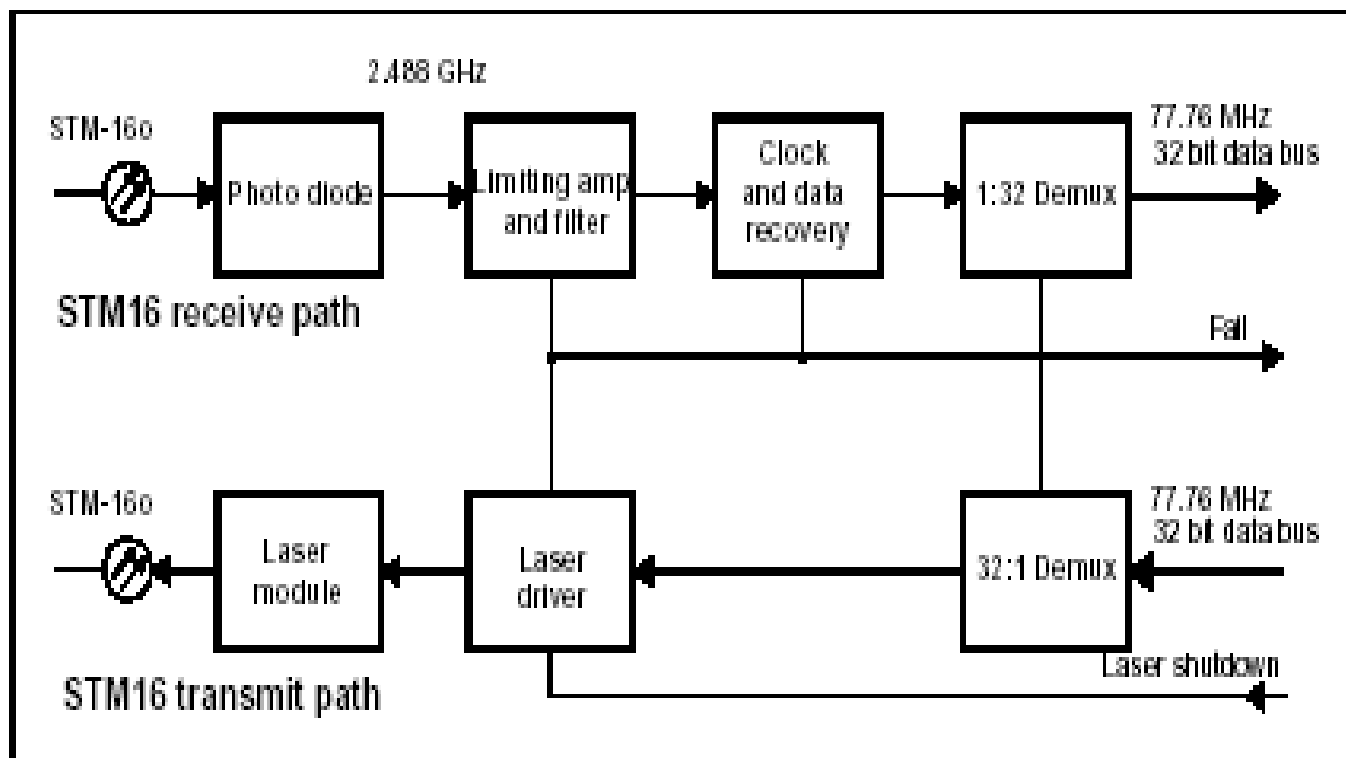 2.488 GHz
STM-16o
Photo diode
Limiting amp
and filter
Clock
and data
recovery
1:32 Demux
77.76 MHz
32 bit data bus
STM16 receive path
Fail
STM-16o
Laser
module
Laser
driver
32:1 Demux
77.76 MHz
32 bit data bus
Laser shutdown
STM16 transmit path